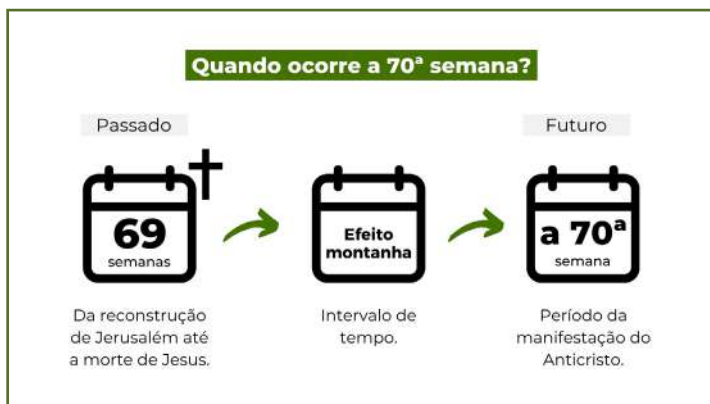 Quando ocorre a 70ª semana?
Passado
Futuro
69
semanas
Efeito
montanha
a 70ª
semana
Da reconstrução
de Jerusalém até
a morte de Jesus.
Intervalo de
tempo.
Período da
manifestação do
Anticristo.